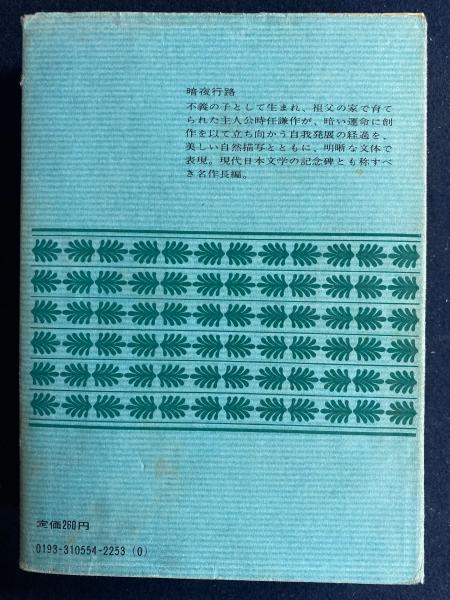 暗夜行路
不義の子として生まれ、祖父の家で育て
られた主人公時任謙作が、暗い運命に創
作を以て立ち向かう自我発展の経過を、
美しい自然描写とともに、明晰な文体で
表現。現代日本文学の記念碑とも称すべ
き名作長編。
定価260円
0193-310554-2253 (0)